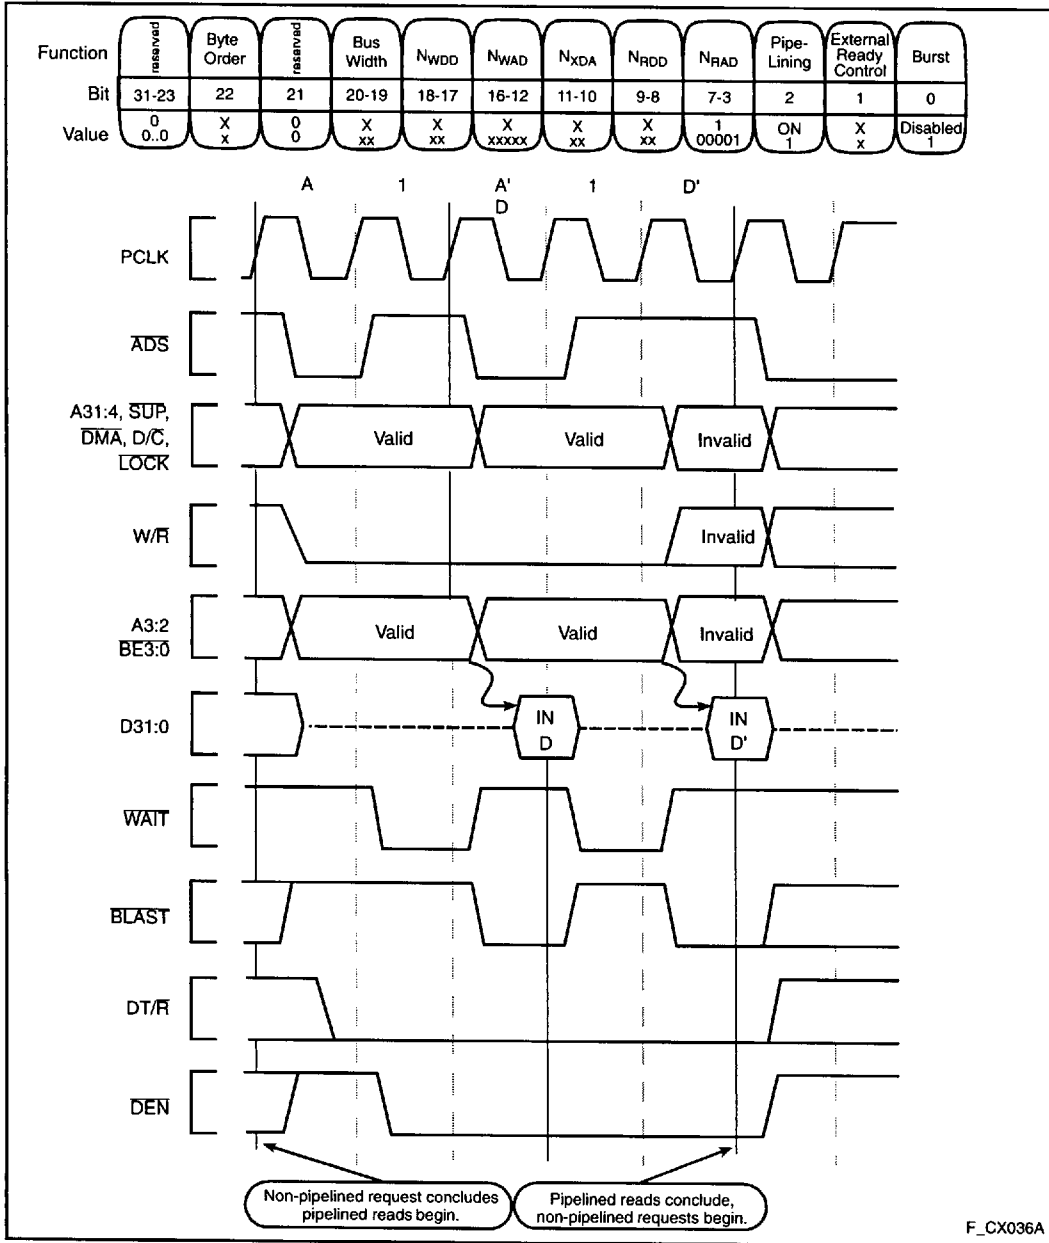 Function reserved Byte Order reserved Bus Width NWDD NWAD NXDA NRDD NRAD Pipe-Lining External Ready Control Burst
Bit 31-23 22 21 20-19 18-17 16-12 11-10 9-8 7-3 2 1 0
Value 0 X 0 X X X X X 1 ON X Disabled
0..0 x 0 xx xx xxxxx xx xx 00001 1 x 1
A 1 A' 1 D'
D
PCLK
ADS
A31:4, SUP,
DMA, D/C,
LOCK
Valid Valid Invalid
W/R
Invalid
A3:2
BE3:0
Valid Valid Invalid
D31:0
IN IN
D D'
WAIT
BLAST
DT/R
DEN
Non-pipelined request concludes
pipelined reads begin.
Pipelined reads conclude,
non-pipelined requests begin.
F_CX036A